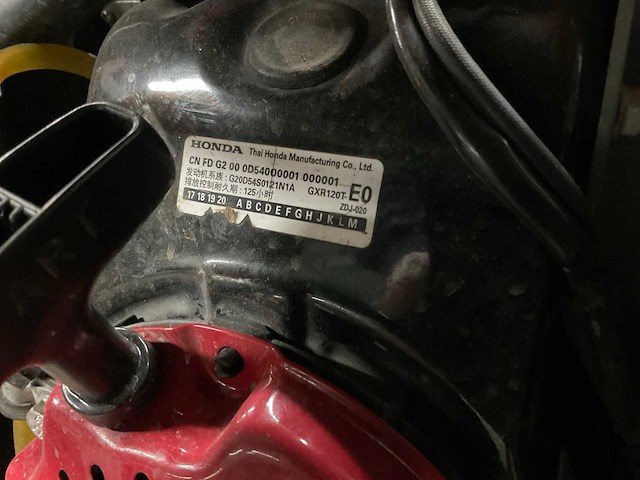 HONDA Thai Honda Manufacturing Co., Ltd.
CN FD G2 00 0D54000001 000001
发动机系族: G20D54S0121N1A GXR120T- E0
排放控制耐久期: 125小时 ZDJ-020
17 18 19 20 A B C D E F G H J K L M